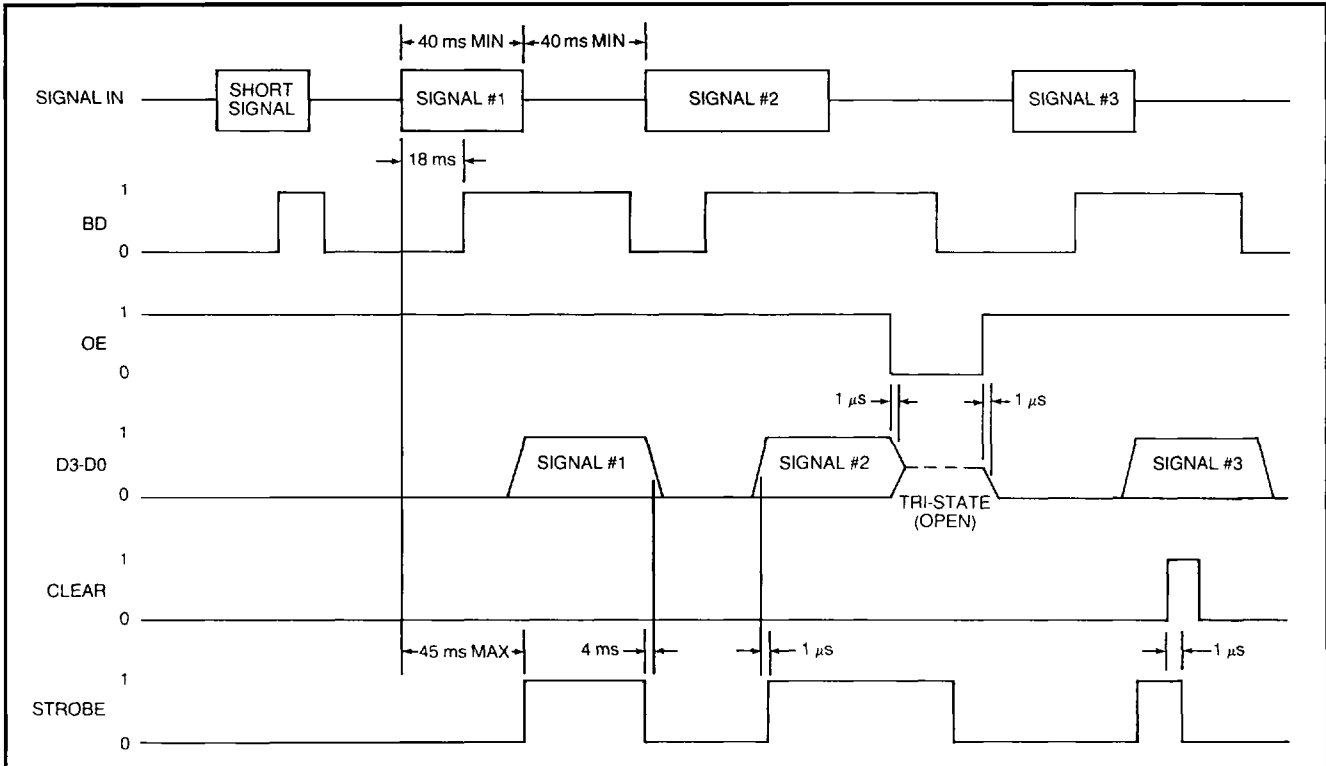 40 ms MIN 40 ms MIN
SIGNAL IN SHORT SIGNAL SIGNAL #1 SIGNAL #2 SIGNAL #3
18 ms
1
BD
0
1
OE
0
1 μs 1 μs
1
D3-D0 SIGNAL #1 SIGNAL #2 SIGNAL #3
0
TRI-STATE
(OPEN)
1
CLEAR
0
45 ms MAX 4 ms 1 μs 1 μs
1
STROBE
0